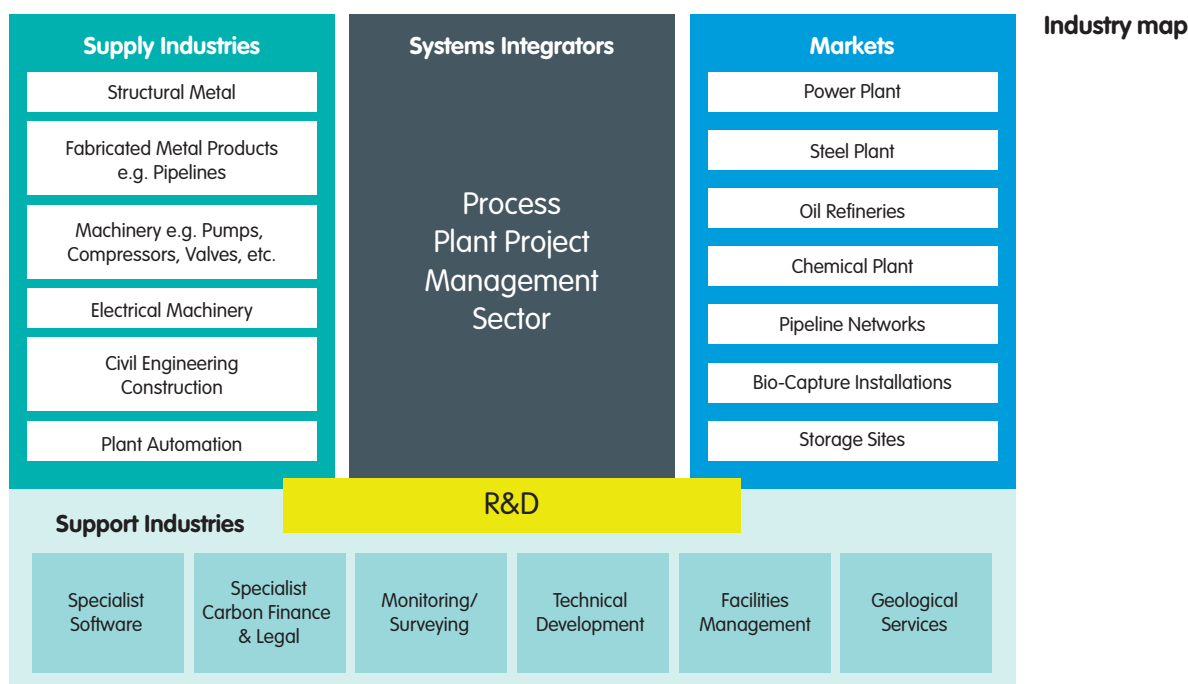 Industry map
Supply Industries
Structural Metal
Fabricated Metal Products
e.g. Pipelines
Machinery e.g. Pumps,
Compressors, Valves, etc.
Electrical Machinery
Civil Engineering
Construction
Plant Automation
Systems Integrators
Process
Plant Project
Management
Sector
Markets
Power Plant
Steel Plant
Oil Refineries
Chemical Plant
Pipeline Networks
Bio-Capture Installations
Storage Sites
R&D
Support Industries
Specialist
Software
Specialist
Carbon Finance
& Legal
Monitoring/
Surveying
Technical
Development
Facilities
Management
Geological
Services